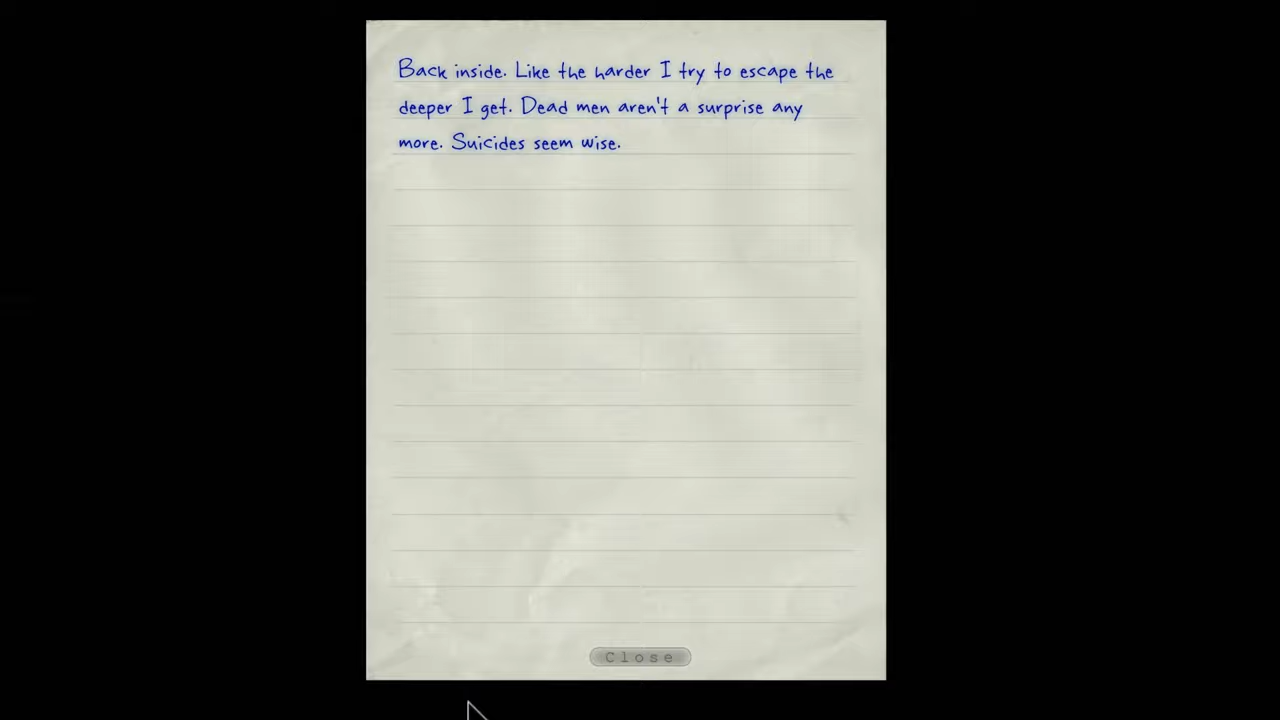 Back inside. Like the harder I try to escape the
deeper I get. Dead men aren't a surprise any
more. Suicides seem wise.
Close